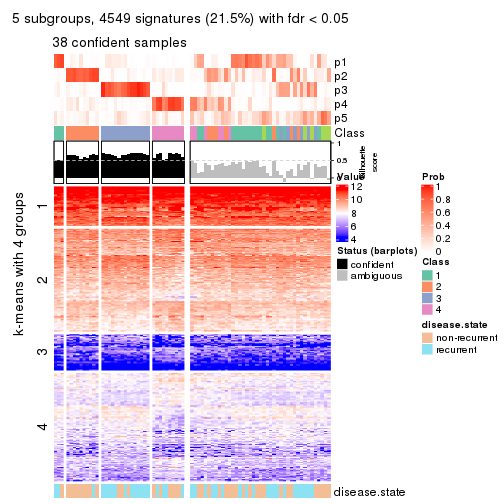 5 subgroups, 4549 signatures (21.5%) with fdr < 0.05
38 confident samples
p1
p2
p3
p4
p5
Class
1
0.5
0
Silhouette
score
k-means with 4 groups
1
2
3
4
Value
12
10
8
6
4
Status (barplots)
confident
ambiguous
Prob
1
0.8
0.6
0.4
0.2
0
Class
1
2
3
4
disease.state
non-recurrent
recurrent
disease.state